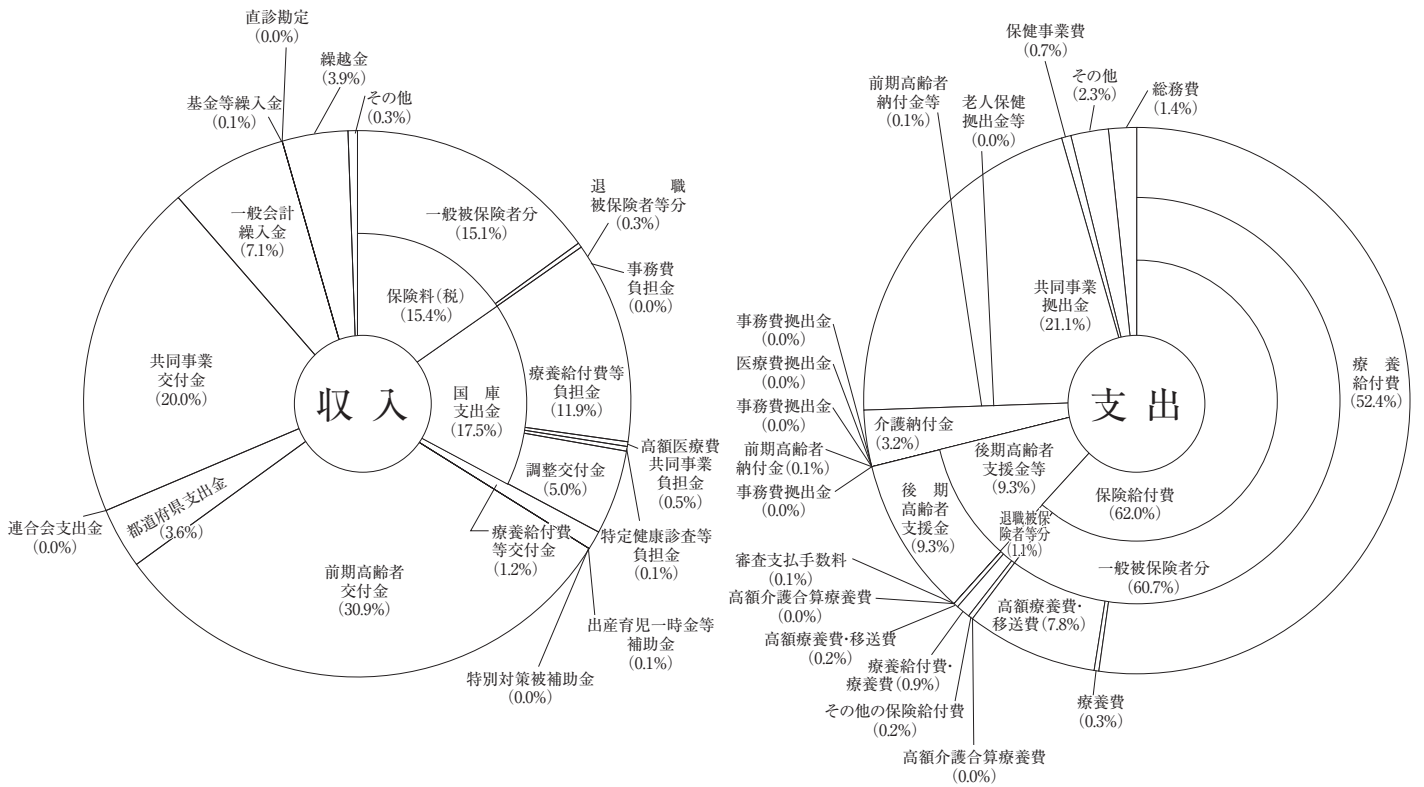 直診勘定
(0.0%)
繰越金
(3.9%)
基金等繰入金
(0.1%)
その他
(0.3%)
一般会計
繰入金
(7.1%)
一般被保険者分
(15.1%)
退　職
被保険者等分
(0.3%)
事務費
負担金
(0.0%)
保険料(税)
(15.4%)
共同事業
交付金
(20.0%)
収 入
国 庫
支出金
(17.5%)
療養給付費等
負担金
(11.9%)
高額医療費
共同事業
負担金
(0.5%)
調整交付金
(5.0%)
連合会支出金
(0.0%)
都道府県支出金
(3.6%)
療養給付費
等交付金
(1.2%)
特定健康診査等
負担金
(0.1%)
前期高齢者
交付金
(30.9%)
出産育児一時金等
補助金
(0.1%)
特別対策被補助金
(0.0%)
保健事業費
(0.7%)
その他
(2.3%)
総務費
(1.4%)
前期高齢者
納付金等
(0.1%)
老人保健
拠出金等
(0.0%)
共同事業
拠出金
(21.1%)
事務費拠出金
(0.0%)
医療費拠出金
(0.0%)
事務費拠出金
(0.0%)
前期高齢者
納付金(0.1%)
事務費拠出金
(0.0%)
介護納付金
(3.2%)
支 出
療 養
給付費
(52.4%)
後期高齢者
支援金等
(9.3%)
後 期
高齢者
支援金
(9.3%)
保険給付費
(62.0%)
退職被保
険者等分
(1.1%)
一般被保険者分
(60.7%)
審査支払手数料
(0.1%)
高額介護合算療養費
(0.0%)
高額療養費・移送費
(0.2%)
療養給付費・
療養費(0.9%)
その他の保険給付費
(0.2%)
高額介護合算療養費
(0.0%)
高額療養費・
移送費(7.8%)
療養費
(0.3%)